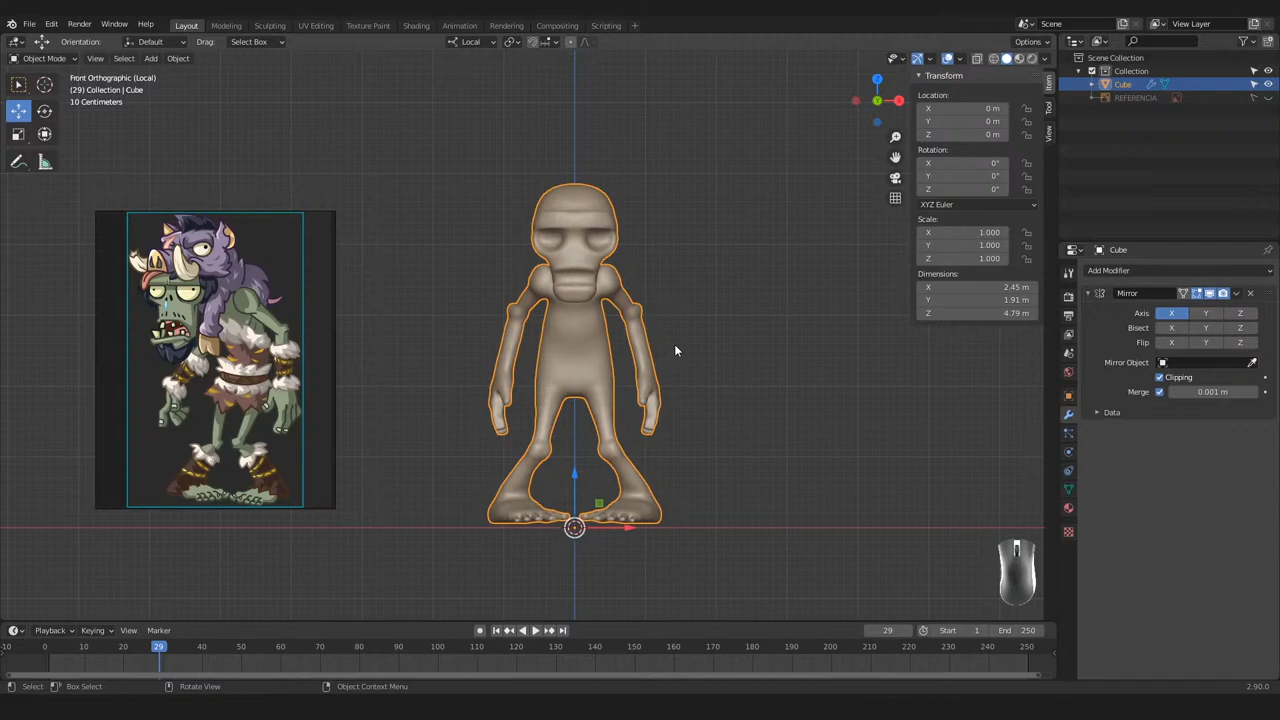 File Edit Render Window Help Layout Modeling Sculpting UV Editing Texture Paint Shading Animation Rendering Compositing Scripting + Scene View Layer
Orientation: Default Drag: Select Box Local Options
Object Mode View Select Add Object
Front Orthographic (Local)
(29) Collection | Cube
10 Centimeters
Z
X
Y
Transform
Location:
X 0 m
Y 0 m
Z 0 m
Rotation:
X 0°
Y 0°
Z 0°
XYZ Euler
Scale:
X 1.000
Y 1.000
Z 1.000
Dimensions:
X 2.45 m
Y 1.91 m
Z 4.79 m
Item
Tool
View
Scene Collection
Collection
Cube
REFERENCIA
Cube
Add Modifier
Mirror
Axis X Y Z
Bisect X Y Z
Flip X Y Z
Mirror Object
Clipping
Merge 0.001 m
Data
Playback Keying View Marker 29 Start 1 End 250
-10 0 10 20 29 40 50 60 70 80 90 100 110 120 130 140 150 160 170 180 190 200 210 220 230 240 250
Select Box Select Rotate View Object Context Menu 2.90.0